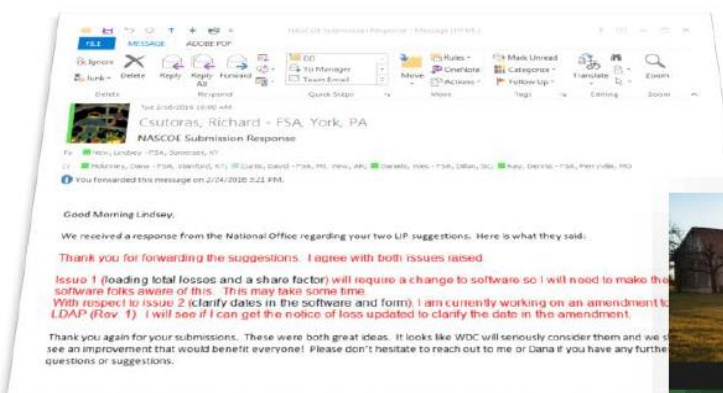 NASCOE Submission Response - Message (HTML)
FILE MESSAGE ADOBE PDF
Ignore
Junk Delete Reply Reply All Forward
To Manager
Team Email
Move
Rules
OneNote
Actions
Mark Unread
Categorize
Follow Up
Translate
Zoom
Delete Respond Quick Steps Move Tags Editing Zoom
Csutoras, Richard - FSA, York, PA
NASCOE Submission Response
You forwarded this message on 2/24/2016 3:21 PM.
Good Morning Lindsey,
We received a response from the National Office regarding your two LIP suggestions. Here is what they said:
Thank you for forwarding the suggestions. I agree with both issues raised.
Issue 1 (loading total losses and a share factor) will require a change to software so I will need to make the
software folks aware of this. This may take some time.
With respect to issue 2 (clarify dates in the software and form), I am currently working on an amendment to
LDAP (Rev. 1). I will see if I can get the notice of loss updated to clarify the date in the amendment.
Thank you again for your submissions. These were both great ideas. It looks like WDC will seriously consider them and we
see an improvement that would benefit everyone! Please don't hesitate to reach out to me or Dana if you have any
questions or suggestions.